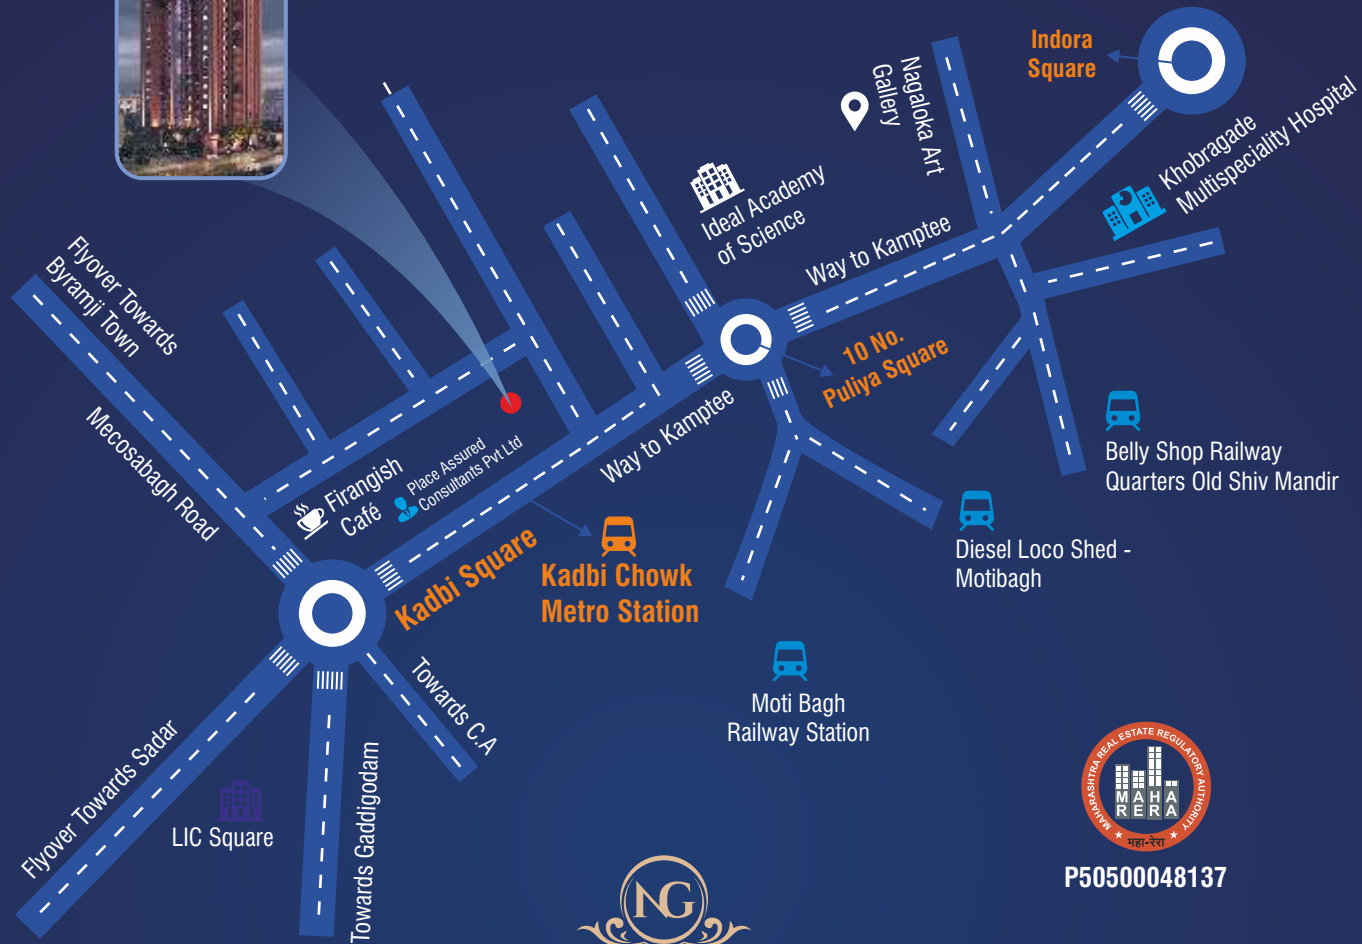 Indora
Square
Nagaloka Art
Gallery
Khobragade
Multispeciality Hospital
Ideal Academy
of Science
Way to Kamptee
Flyover Towards
Byramji Town
10 No.
Puliya Square
Mecosabagh Road
Firangish
Café
Place Assured
Consultants Pvt Ltd
Way to Kamptee
Belly Shop Railway
Quarters Old Shiv Mandir
Kadbi Square
Kadbi Chowk
Metro Station
Diesel Loco Shed -
Motibagh
Towards C.A
Moti Bagh
Railway Station
Flyover Towards Sadar
LIC Square
Towards Gaddigodam
MAHARASHTRA REAL ESTATE REGULATORY AUTHORITY
MAHA
RERA
महा-रेरा
P50500048137
NG